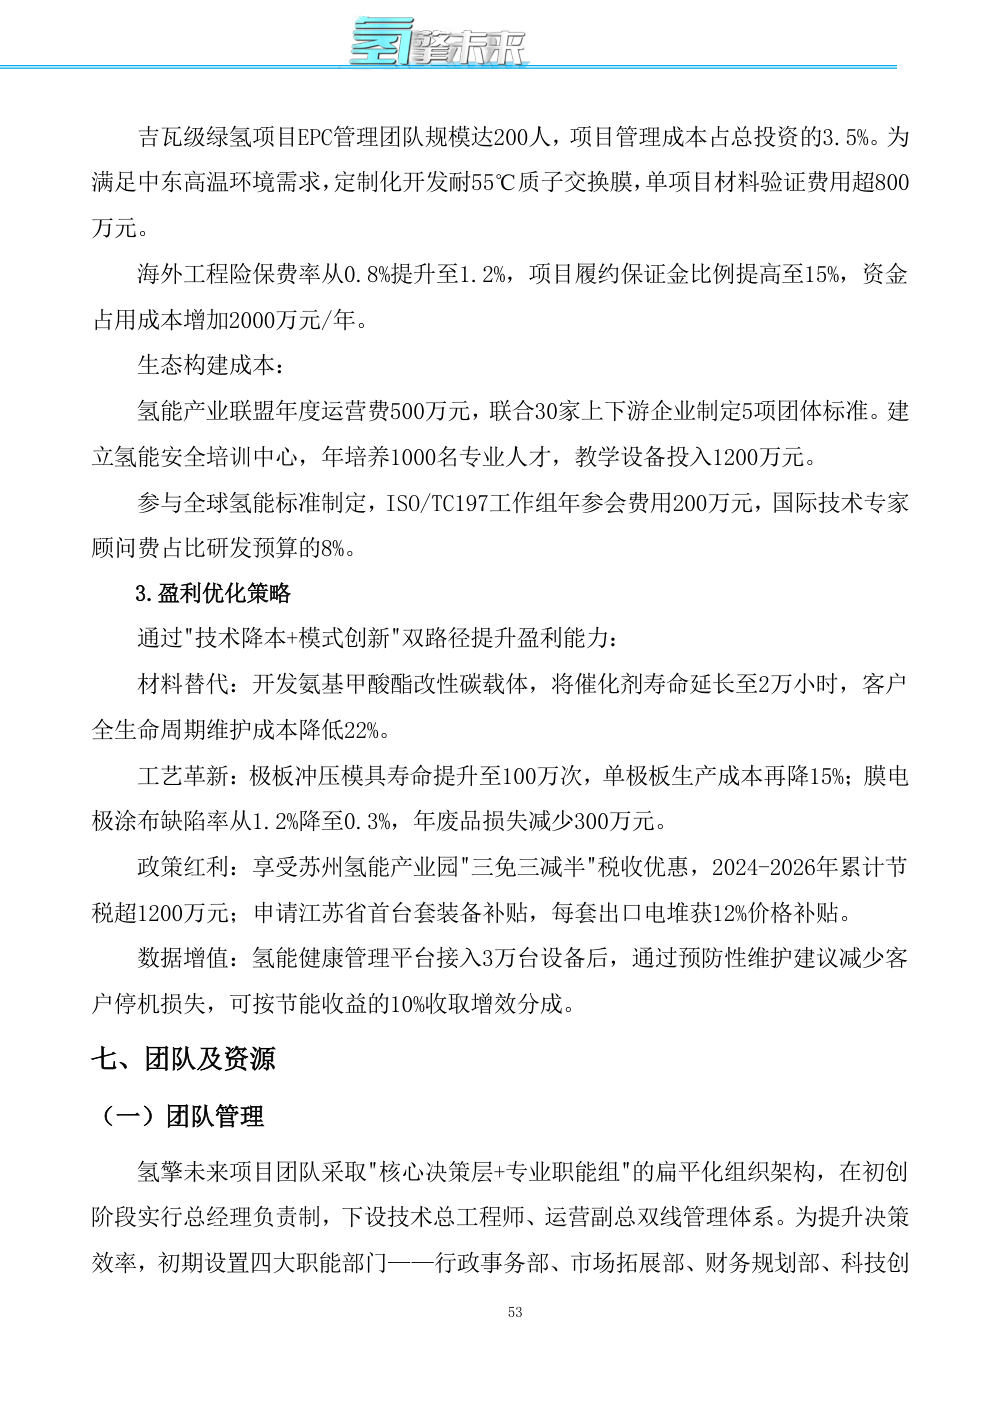 氢擎未来
吉瓦级绿氢项目EPC管理团队规模达200人，项目管理成本占总投资的3.5%。为
满足中东高温环境需求，定制化开发耐55℃质子交换膜，单项目材料验证费用超800
万元。
海外工程险保费率从0.8%提升至1.2%，项目履约保证金比例提高至15%，资金
占用成本增加2000万元/年。
生态构建成本：
氢能产业联盟年度运营费500万元，联合30家上下游企业制定5项团体标准。建
立氢能安全培训中心，年培养1000名专业人才，教学设备投入1200万元。
参与全球氢能标准制定，ISO/TC197工作组年参会费用200万元，国际技术专家
顾问费占比研发预算的8%。
3.盈利优化策略
通过"技术降本+模式创新"双路径提升盈利能力：
材料替代：开发氨基甲酸酯改性碳载体，将催化剂寿命延长至2万小时，客户
全生命周期维护成本降低22%。
工艺革新：极板冲压模具寿命提升至100万次，单极板生产成本再降15%；膜电
极涂布缺陷率从1.2%降至0.3%，年废品损失减少300万元。
政策红利：享受苏州氢能产业园"三免三减半"税收优惠，2024-2026年累计节
税超1200万元；申请江苏省首台套装备补贴，每套出口电堆获12%价格补贴。
数据增值：氢能健康管理平台接入3万台设备后，通过预防性维护建议减少客
户停机损失，可按节能收益的10%收取增效分成。
七、团队及资源
（一）团队管理
氢擎未来项目团队采取"核心决策层+专业职能组"的扁平化组织架构，在初创
阶段实行总经理负责制，下设技术总工程师、运营副总双线管理体系。为提升决策
效率，初期设置四大职能部门——行政事务部、市场拓展部、财务规划部、科技创
53